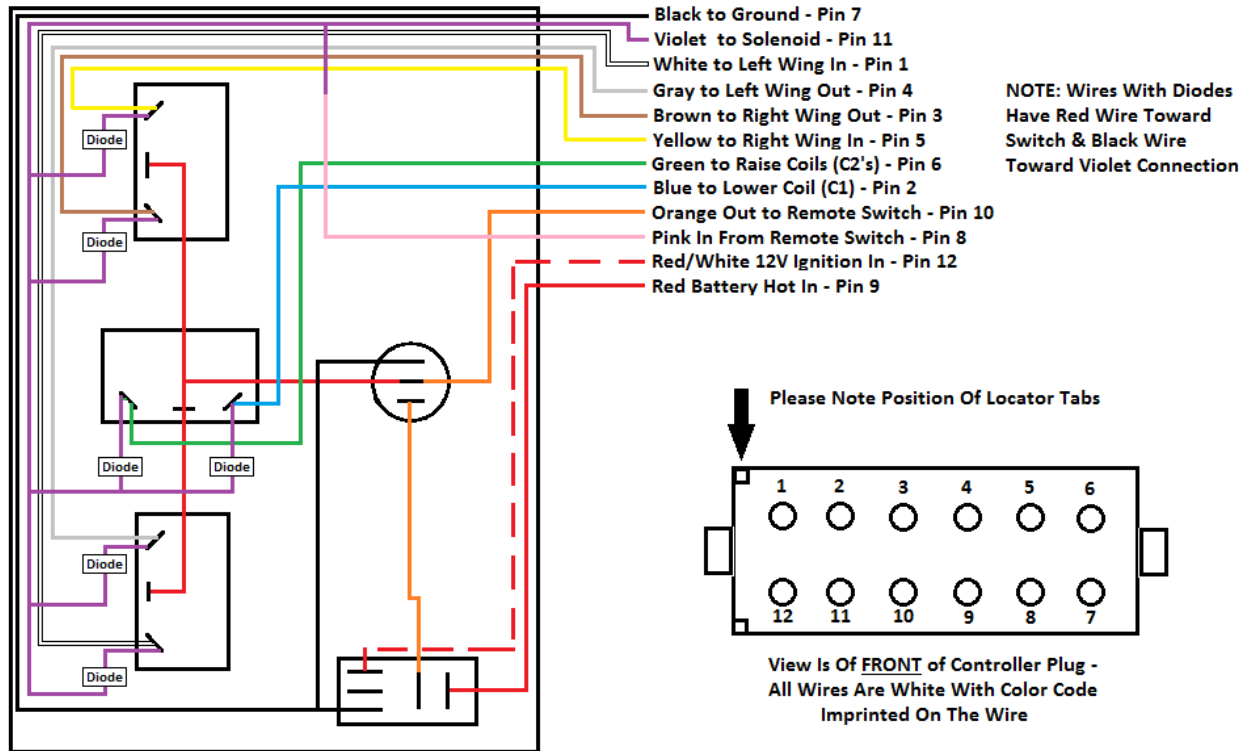 Black to Ground - Pin 7
Violet to Solenoid - Pin 11
White to Left Wing In - Pin 1
Gray to Left Wing Out - Pin 4
Brown to Right Wing Out - Pin 3
Yellow to Right Wing In - Pin 5
Green to Raise Coils (C2's) - Pin 6
Blue to Lower Coil (C1) - Pin 2
Orange Out to Remote Switch - Pin 10
Pink In From Remote Switch - Pin 8
Red/White 12V Ignition In - Pin 12
Red Battery Hot In - Pin 9
NOTE: Wires With Diodes
Have Red Wire Toward
Switch & Black Wire
Toward Violet Connection
Diode
Diode
Diode
Diode
Diode
Diode
Please Note Position Of Locator Tabs
1 2 3 4 5 6
12 11 10 9 8 7
View Is Of FRONT of Controller Plug -
All Wires Are White With Color Code
Imprinted On The Wire